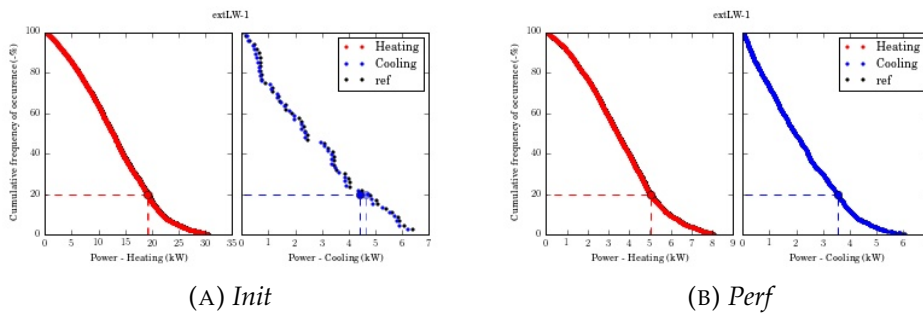 extLW-1
Cumulative frequency of occurence (-%)
100
80
60
40
20
0
0 5 10 15 20 25 30 35
Power - Heating (kW)
Heating
Cooling
ref
0 1 2 3 4 5 6 7
Power - Cooling (kW)
(A) Init
extLW-1
Cumulative frequency of occurence (-%)
100
80
60
40
20
0
0 1 2 3 4 5 6 7 8 9
Power - Heating (kW)
Heating
Cooling
ref
0 1 2 3 4 5 6
Power - Cooling (kW)
(B) Perf